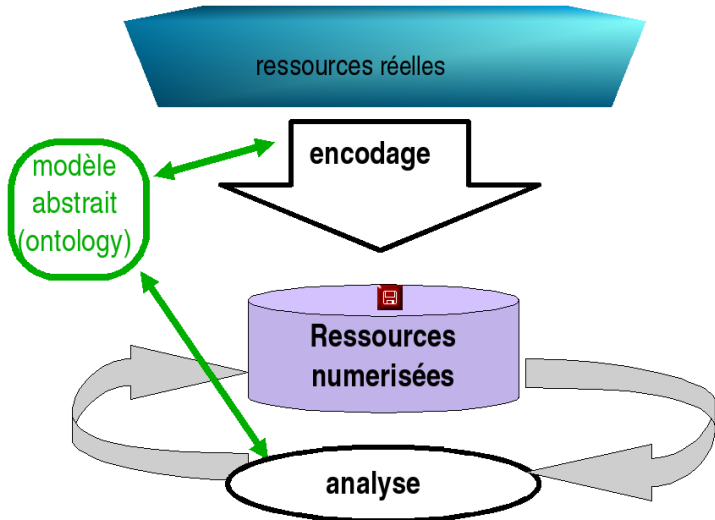 ressources réelles
encodage
modèle
abstrait
(ontology)
Ressources
numerisées
analyse